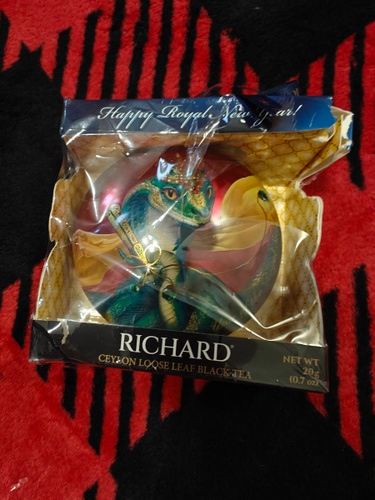 Happy Royal New Year!
RICHARD®
CEYLON LOOSE LEAF BLACK TEA
NET WT
20 g
(0.7 oz)